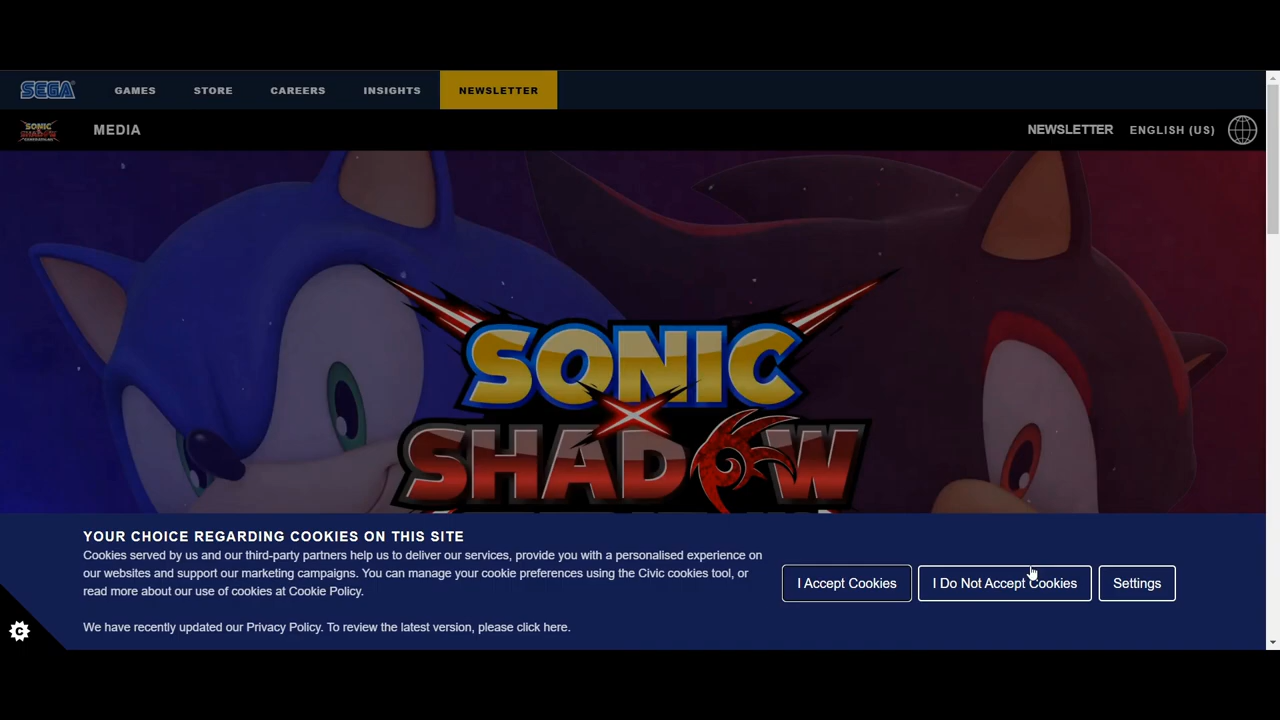 SEGA
GAMES
STORE
CAREERS
INSIGHTS
NEWSLETTER
SONIC
SHADOW
MEDIA
NEWSLETTER
ENGLISH (US)
SONIC
X
SHADOW
YOUR CHOICE REGARDING COOKIES ON THIS SITE
Cookies served by us and our third-party partners help us to deliver our services, provide you with a personalised experience on
our websites and support our marketing campaigns. You can manage your cookie preferences using the Civic cookies tool, or
read more about our use of cookies at Cookie Policy.
We have recently updated our Privacy Policy. To review the latest version, please click here.
I Accept Cookies
I Do Not Accept Cookies
Settings
C